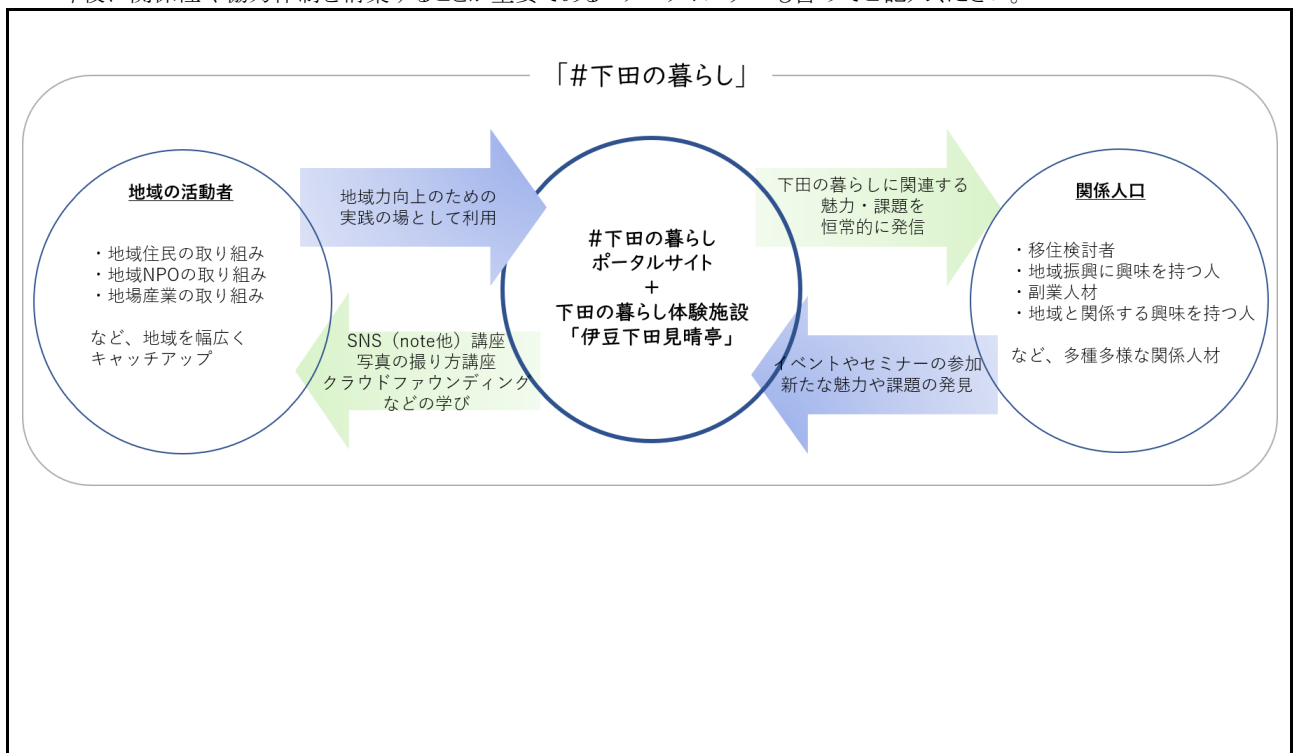 「#下田の暮らし」
地域の活動者
・地域住民の取り組み
・地域NPOの取り組み
・地場産業の取り組み
など、地域を幅広く
キャッチアップ
地域力向上のための
実践の場として利用
SNS（note他）講座
写真の撮り方講座
クラウドファウンディング
などの学び
#下田の暮らし
ポータルサイト
+
下田の暮らし体験施設
「伊豆下田見晴亭」
下田の暮らしに関連する
魅力・課題を
恒常的に発信
イベントやセミナーの参加
新たな魅力や課題の発見
関係人口
・移住検討者
・地域振興に興味を持つ人
・副業人材
・地域と関係する興味を持つ人
など、多種多様な関係人材